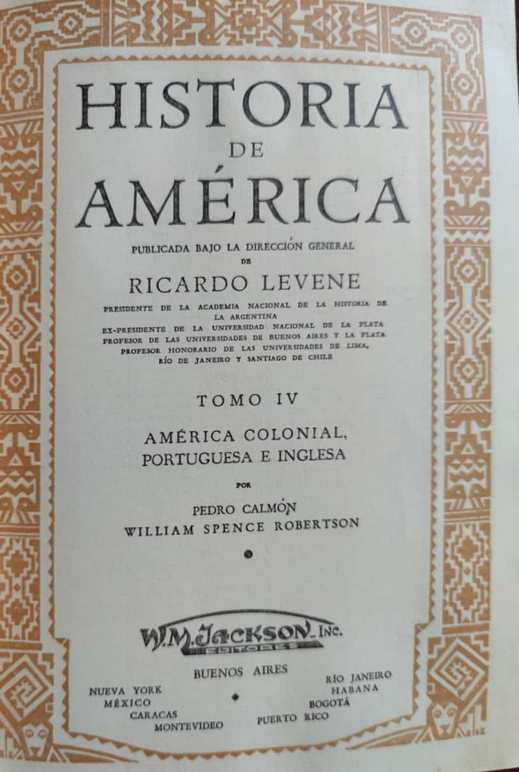 HISTORIA
DE
AMÉRICA
PUBLICADA BAJO LA DIRECCIÓN GENERAL
DE
RICARDO LEVENE
PRESIDENTE DE LA ACADEMIA NACIONAL DE LA HISTORIA DE
LA ARGENTINA
EX-PRESIDENTE DE LA UNIVERSIDAD NACIONAL DE LA PLATA
PROFESOR DE LAS UNIVERSIDADES DE BUENOS AIRES Y LA PLATA
PROFESOR HONORARIO DE LAS UNIVERSIDADES DE LIMA,
RÍO DE JANEIRO Y SANTIAGO DE CHILE
TOMO IV
AMÉRICA COLONIAL,
PORTUGUESA E INGLESA
POR
PEDRO CALMÓN
WILLIAM SPENCE ROBERTSON
W. M. JACKSON, INC.
EDITORES
BUENOS AIRES
NUEVA YORK RÍO JANEIRO
MÉXICO HABANA
CARACAS BOGOTÁ
MONTEVIDEO PUERTO RICO